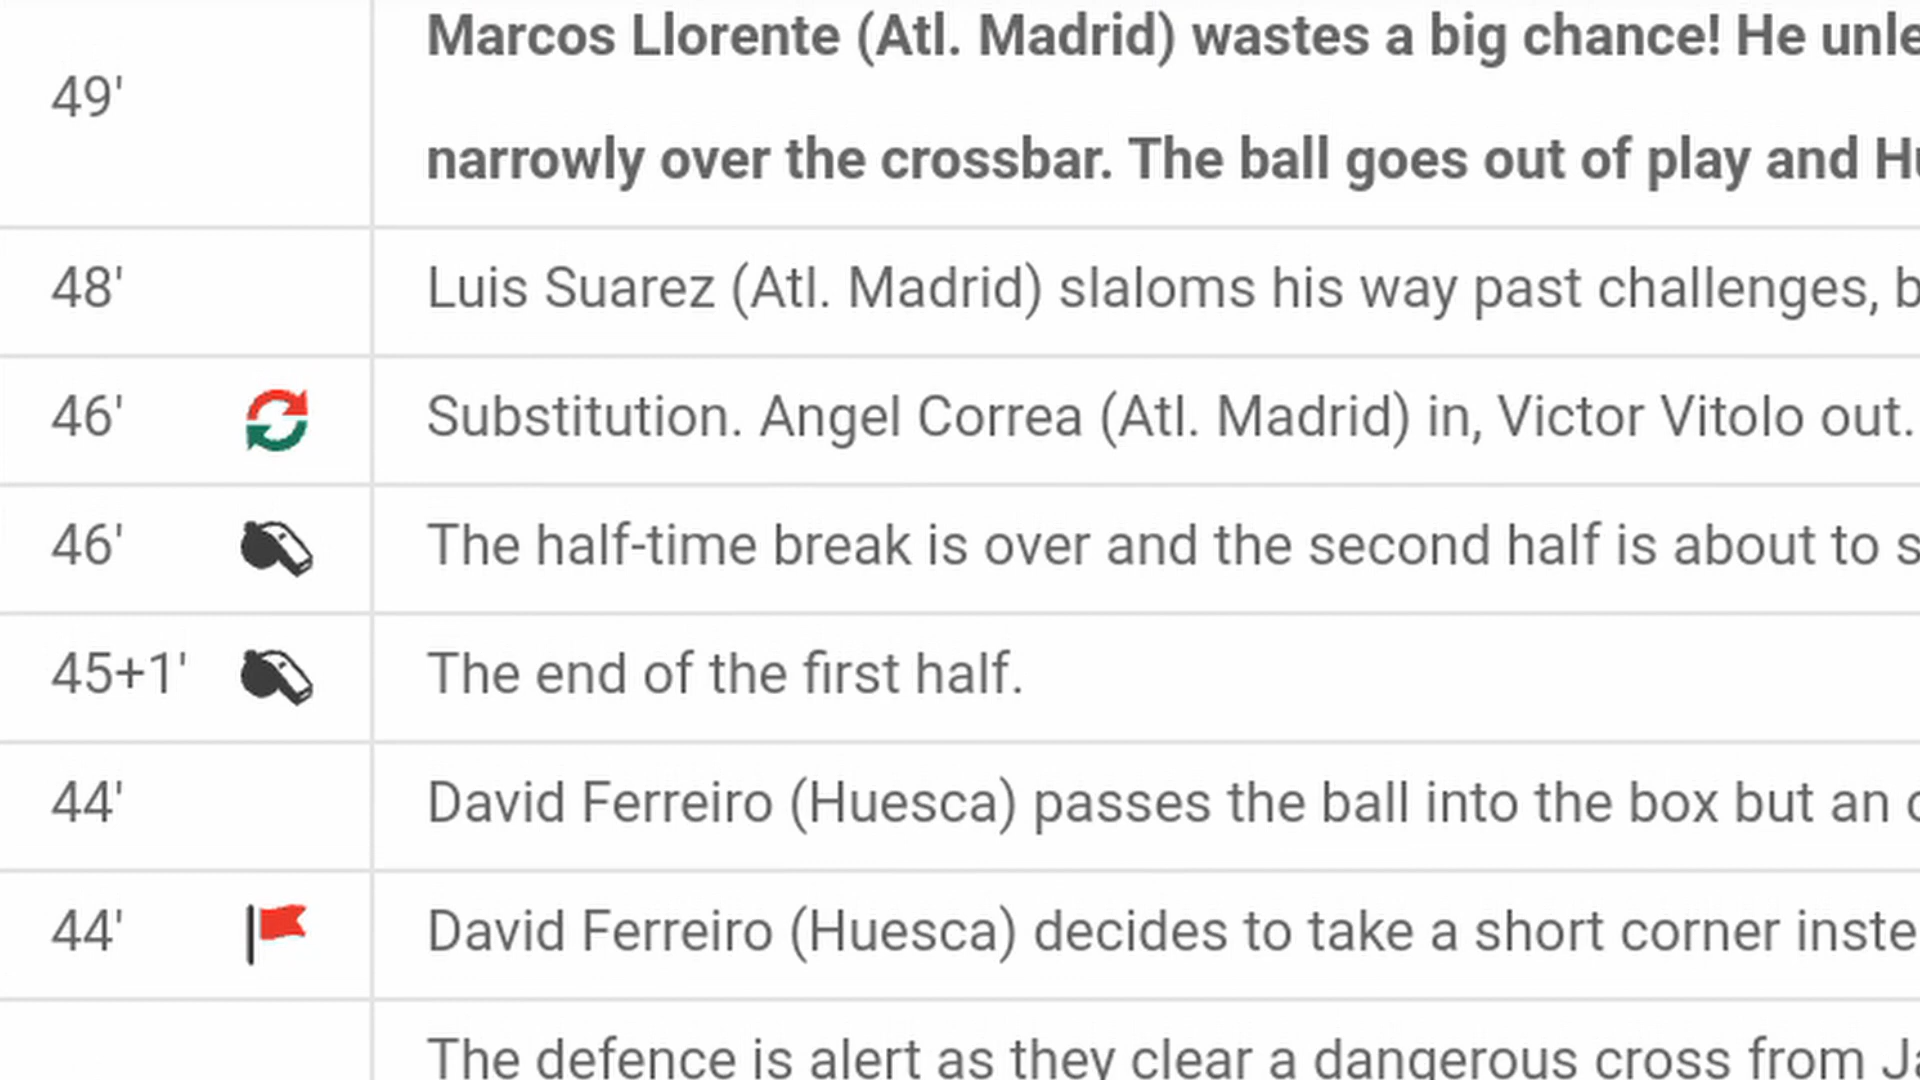 Marcos Llorente (Atl. Madrid) wastes a big chance! He
49'
narrowly over the crossbar. The ball goes out of play and
48' Luis Suarez (Atl. Madrid) slaloms his way past challenges,
46' Substitution. Angel Correa (Atl. Madrid) in, Victor Vitolo out.
46' The half-time break is over and the second half is about to
45+1' The end of the first half.
44' David Ferreiro (Huesca) passes the ball into the box but an
44' David Ferreiro (Huesca) decides to take a short corner
The defence is alert as they clear a dangerous cross from